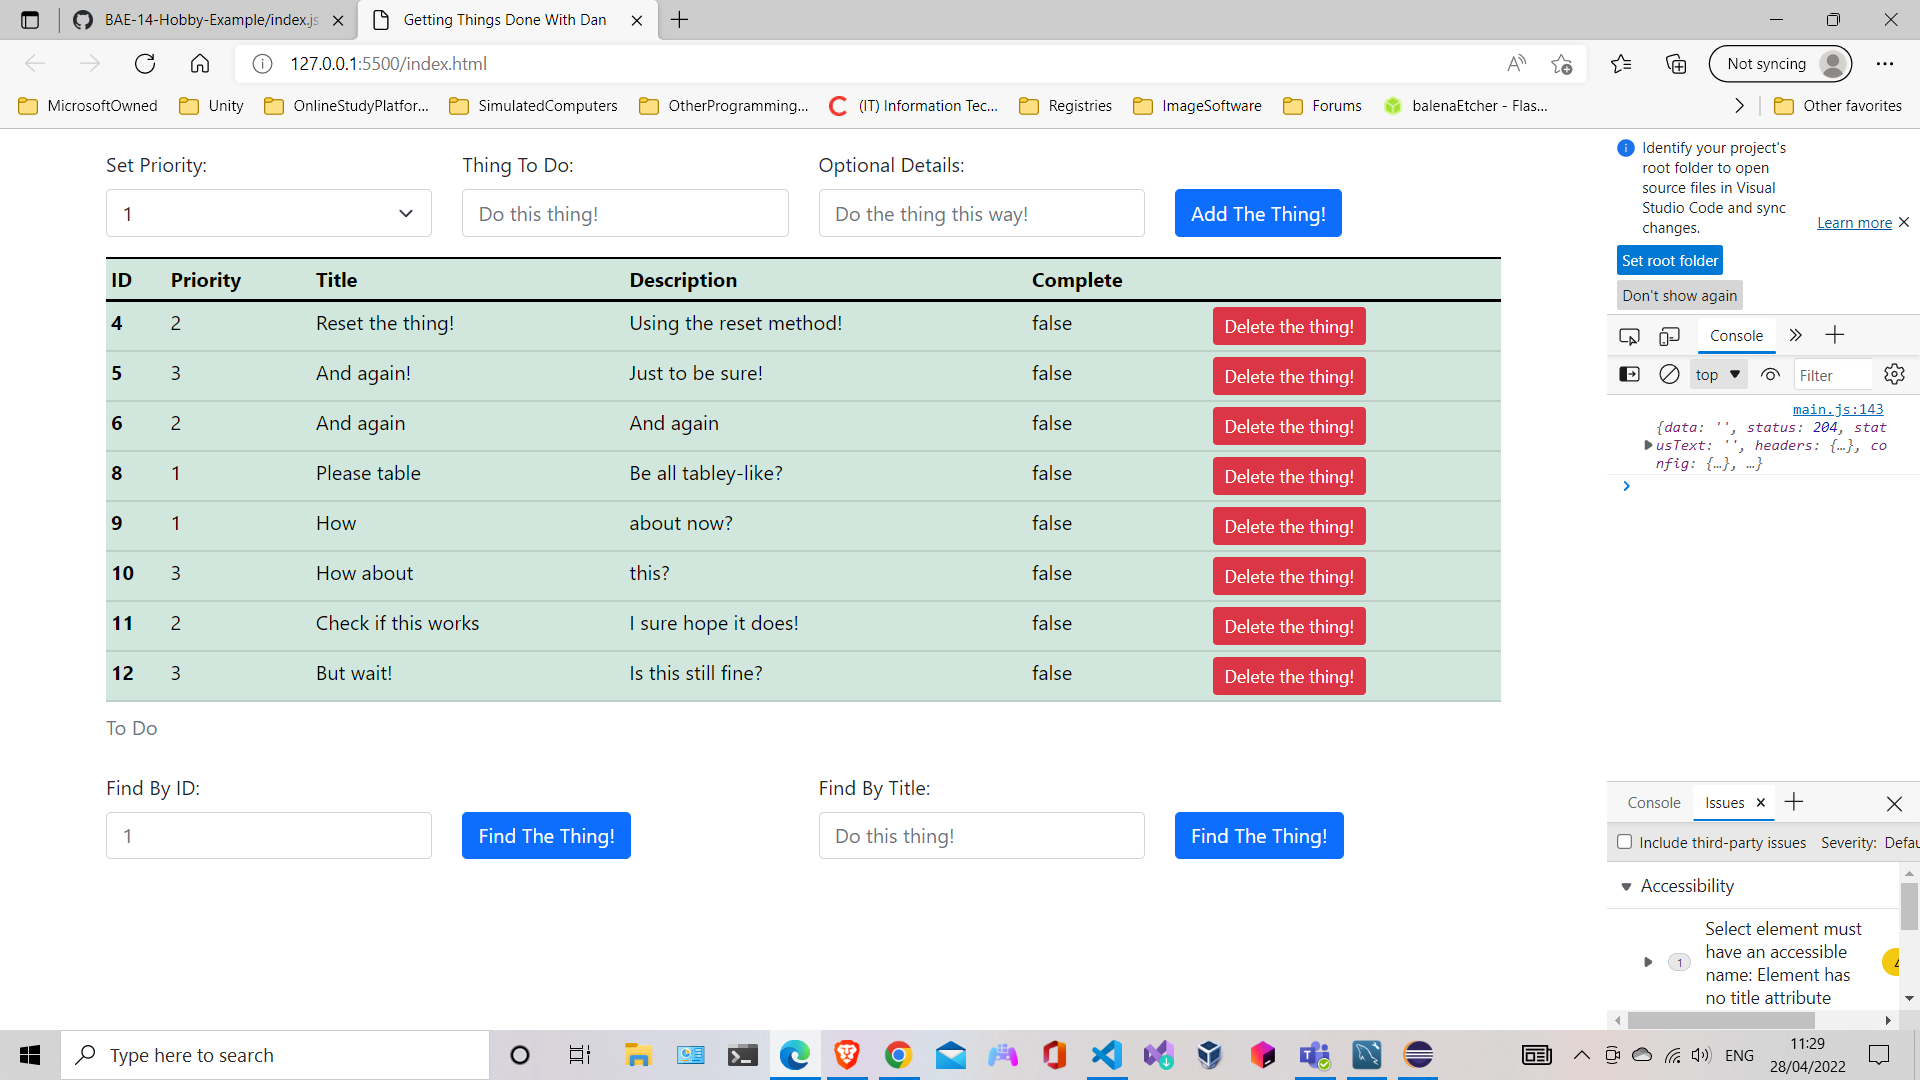 BAE-14-Hobby-Example/index.js
Getting Things Done With Dan
127.0.0.1:5500/index.html
Not syncing
MicrosoftOwned
Unity
OnlineStudyPlatfor...
SimulatedComputers
OtherProgramming...
(IT) Information Tec...
Registries
ImageSoftware
Forums
balenaEtcher - Flas...
Other favorites
Set Priority:
Thing To Do:
Optional Details:
1
Do this thing!
Do the thing this way!
Add The Thing!
ID Priority Title Description Complete
4 2 Reset the thing! Using the reset method! false Delete the thing!
5 3 And again! Just to be sure! false Delete the thing!
6 2 And again And again false Delete the thing!
8 1 Please table Be all tabley-like? false Delete the thing!
9 1 How about now? false Delete the thing!
10 3 How about this? false Delete the thing!
11 2 Check if this works I sure hope it does! false Delete the thing!
12 3 But wait! Is this still fine? false Delete the thing!
To Do
Find By ID:
Find By Title:
1
Find The Thing!
Do this thing!
Find The Thing!
Identify your project's
root folder to open
source files in Visual
Studio Code and sync
changes.
Learn more
Set root folder
Don't show again
Console
top
Filter
main.js:143
{data: '', status: 204, stat
usText: '', headers: {…}, co
nfig: {…}, …}
Console
Issues
Include third-party issues
Severity: Defau
Accessibility
1
Select element must
have an accessible
name: Element has
no title attribute
Type here to search
ENG
11:29
28/04/2022